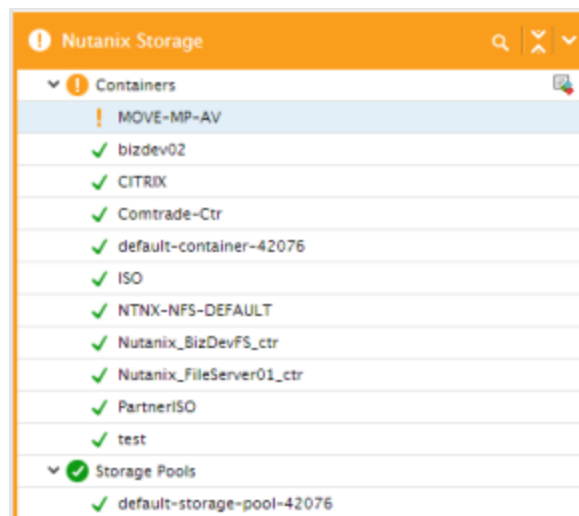 Nutanix Storage
Containers
MOVE-MP-AV
bizdev02
CITRIX
Comtrade-Ctr
default-container-42076
ISO
NTNX-NFS-DEFAULT
Nutanix_BizDevFS_ctr
Nutanix_FileServer01_ctr
PartnerISO
test
Storage Pools
default-storage-pool-42076